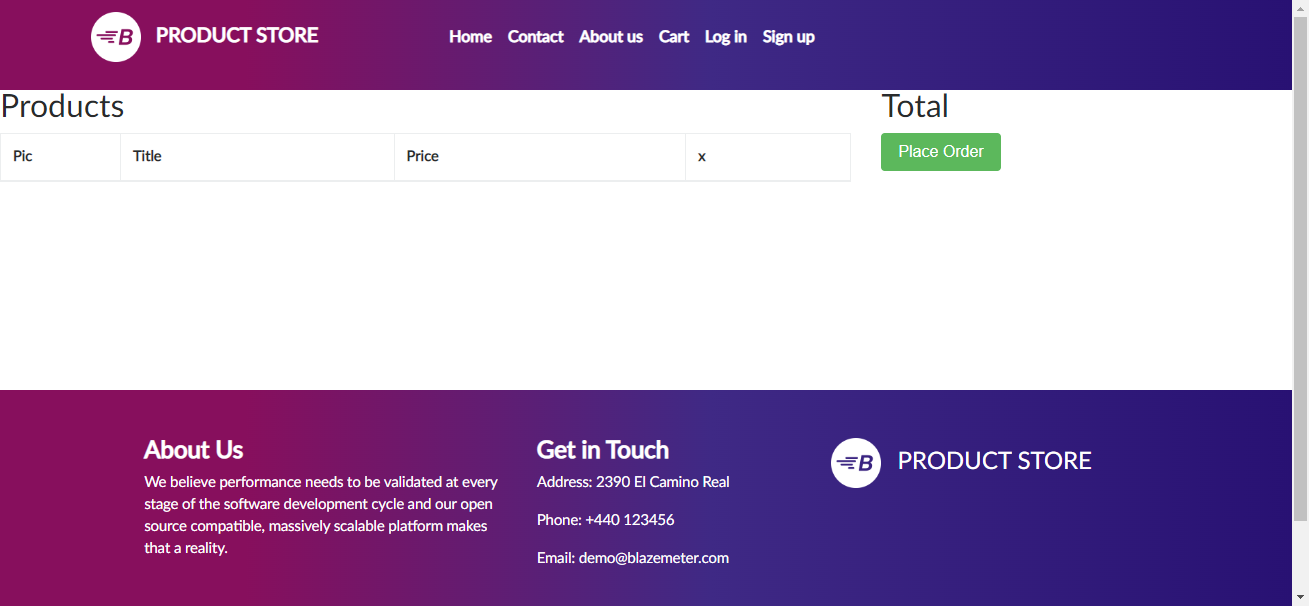 B PRODUCT STORE Home Contact About us Cart Log in Sign up
Products
Total
Pic Title Price x
Place Order
About Us
We believe performance needs to be validated at every
stage of the software development cycle and our open
source compatible, massively scalable platform makes
that a reality.
Get in Touch
Address: 2390 El Camino Real
Phone: +440 123456
Email: demo@blazemeter.com
B PRODUCT STORE